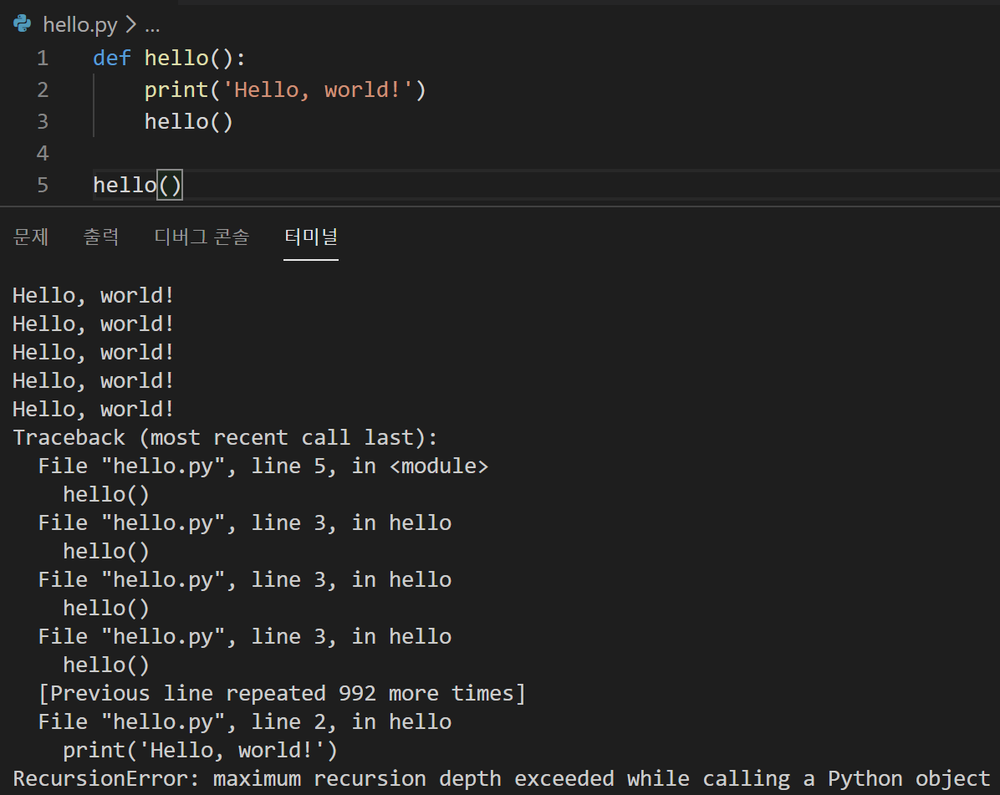 hello.py > ...
1 def hello():
2     print('Hello, world!')
3     hello()
4
5 hello()
문제 출력 디버그 콘솔 터미널
Hello, world!
Hello, world!
Hello, world!
Hello, world!
Hello, world!
Traceback (most recent call last):
  File "hello.py", line 5, in <module>
    hello()
  File "hello.py", line 3, in hello
    hello()
  File "hello.py", line 3, in hello
    hello()
  File "hello.py", line 3, in hello
    hello()
  [Previous line repeated 992 more times]
  File "hello.py", line 2, in hello
    print('Hello, world!')
RecursionError: maximum recursion depth exceeded while calling a Python object